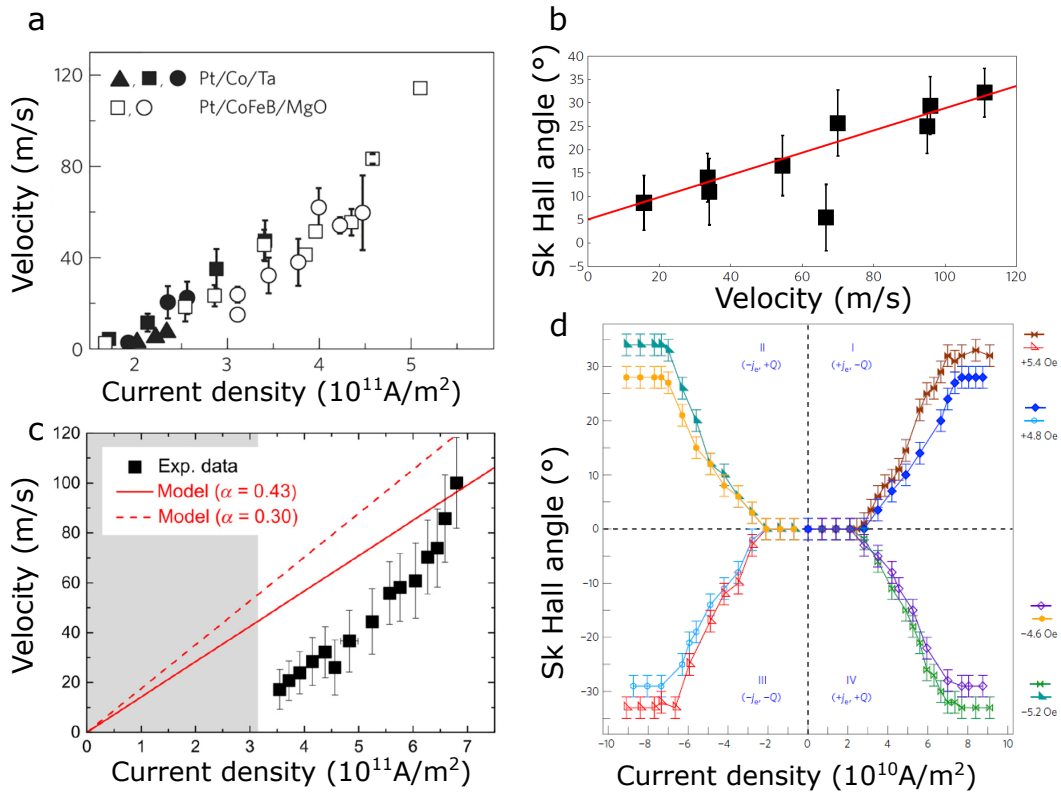 a
Velocity (m/s)
120
80
40
0
▲, ■, ● Pt/Co/Ta
□, ○ Pt/CoFeB/MgO
2 3 4 5
Current density (10¹¹A/m²)
b
Sk Hall angle (°)
40
35
30
25
20
15
10
5
0
−5
0 20 40 60 80 100 120
Velocity (m/s)
c
Velocity (m/s)
120
100
80
60
40
20
0
Exp. data
Model (α = 0.43)
Model (α = 0.30)
0 1 2 3 4 5 6 7
Current density (10¹¹A/m²)
d
Sk Hall angle (°)
30
20
10
0
−10
−20
−30
II
(−jₑ, +Q)
I
(+jₑ, −Q)
III
(−jₑ, −Q)
IV
(+jₑ, +Q)
+5.4 Oe
+4.8 Oe
−4.6 Oe
−5.2 Oe
−10 −8 −6 −4 −2 0 2 4 6 8 10
Current density (10¹⁰A/m²)